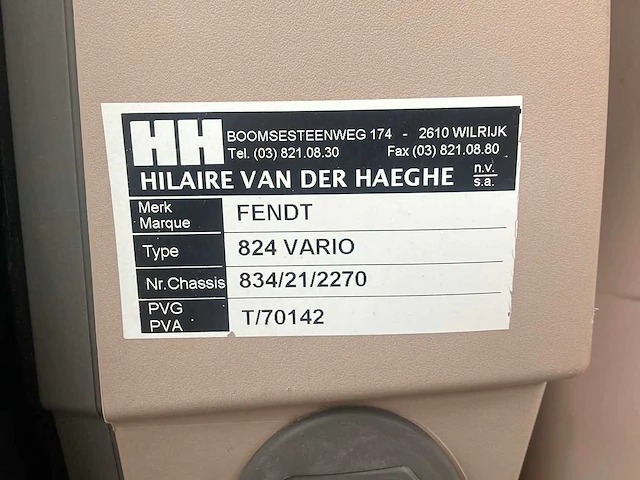 HH
BOOMSESTEENWEG 174 - 2610 WILRIJK
Tel. (03) 821.08.30 Fax (03) 821.08.80
HILAIRE VAN DER HAEGHE n.v.
s.a.
Merk
Marque
FENDT
Type
824 VARIO
Nr.Chassis
834/21/2270
PVG
PVA
T/70142